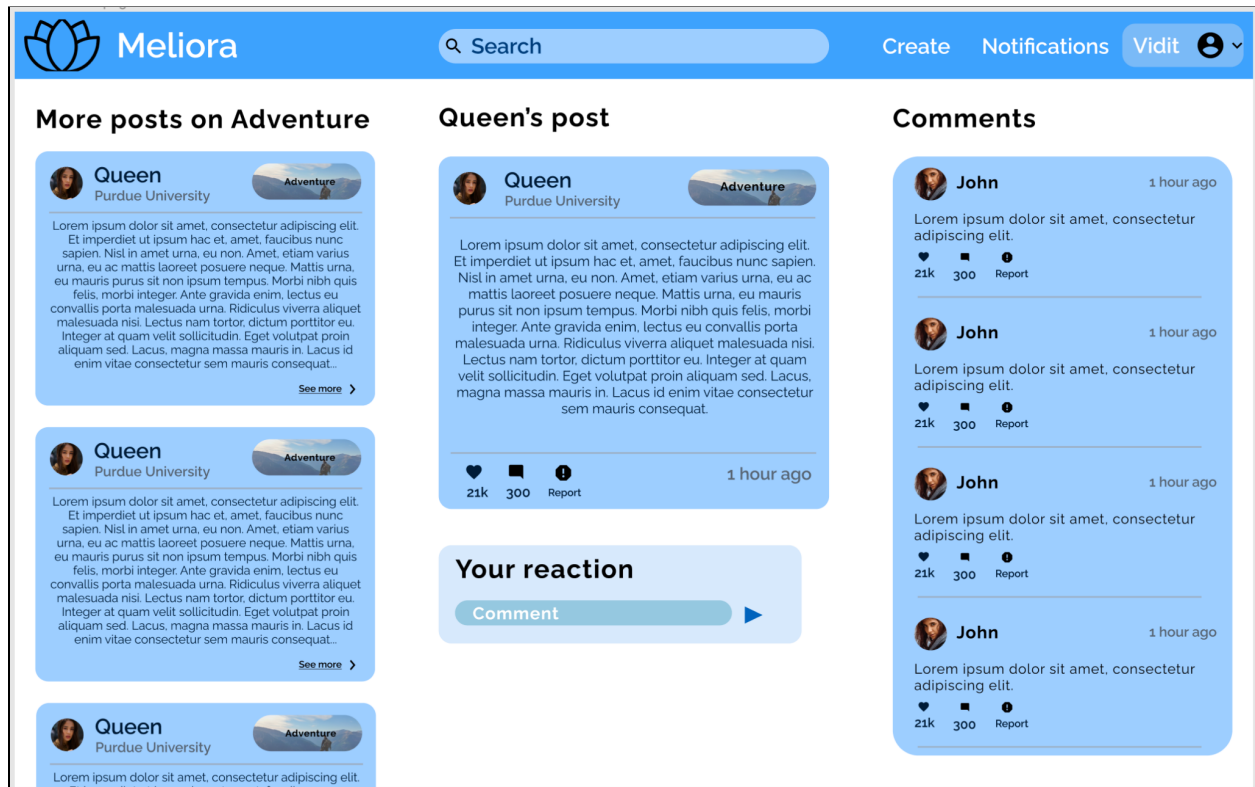 Meliora
Search
Create
Notifications
Vidit
More posts on Adventure
Queen
Purdue University
Adventure
Lorem ipsum dolor sit amet, consectetur adipiscing elit.
Et imperdiet ut ipsum hac et, amet, faucibus nunc
sapien. Nisl in amet urna, eu non. Amet, etiam varius
urna, eu ac mattis laoreet posuere neque. Mattis urna,
eu mauris purus sit non ipsum tempus. Morbi nibh quis
felis, morbi integer. Ante gravida enim, lectus eu
convallis porta malesuada urna. Ridiculus viverra aliquet
malesuada nisi. Lectus nam tortor, dictum porttitor eu.
Integer at quam velit sollicitudin. Eget volutpat proin
aliquam sed. Lacus, magna massa mauris in. Lacus id
enim vitae consectetur sem mauris consequat...
See more
Queen
Purdue University
Adventure
Lorem ipsum dolor sit amet, consectetur adipiscing elit.
Et imperdiet ut ipsum hac et, amet, faucibus nunc
sapien. Nisl in amet urna, eu non. Amet, etiam varius
urna, eu ac mattis laoreet posuere neque. Mattis urna,
eu mauris purus sit non ipsum tempus. Morbi nibh quis
felis, morbi integer. Ante gravida enim, lectus eu
convallis porta malesuada urna. Ridiculus viverra aliquet
malesuada nisi. Lectus nam tortor, dictum porttitor eu.
Integer at quam velit sollicitudin. Eget volutpat proin
aliquam sed. Lacus, magna massa mauris in. Lacus id
enim vitae consectetur sem mauris consequat...
See more
Queen
Purdue University
Adventure
Lorem ipsum dolor sit amet, consectetur adipiscing elit.
Queen's post
Queen
Purdue University
Adventure
Lorem ipsum dolor sit amet, consectetur adipiscing elit.
Et imperdiet ut ipsum hac et, amet, faucibus nunc sapien.
Nisl in amet urna, eu non. Amet, etiam varius urna, eu ac
mattis laoreet posuere neque. Mattis urna, eu mauris
purus sit non ipsum tempus. Morbi nibh quis felis, morbi
integer. Ante gravida enim, lectus eu convallis porta
malesuada urna. Ridiculus viverra aliquet malesuada nisi.
Lectus nam tortor, dictum porttitor eu. Integer at quam
velit sollicitudin. Eget volutpat proin aliquam sed. Lacus,
magna massa mauris in. Lacus id enim vitae consectetur
sem mauris consequat.
21k 300 Report 1 hour ago
Your reaction
Comment
Comments
John 1 hour ago
Lorem ipsum dolor sit amet, consectetur
adipiscing elit.
21k 300 Report
John 1 hour ago
Lorem ipsum dolor sit amet, consectetur
adipiscing elit.
21k 300 Report
John 1 hour ago
Lorem ipsum dolor sit amet, consectetur
adipiscing elit.
21k 300 Report
John 1 hour ago
Lorem ipsum dolor sit amet, consectetur
adipiscing elit.
21k 300 Report